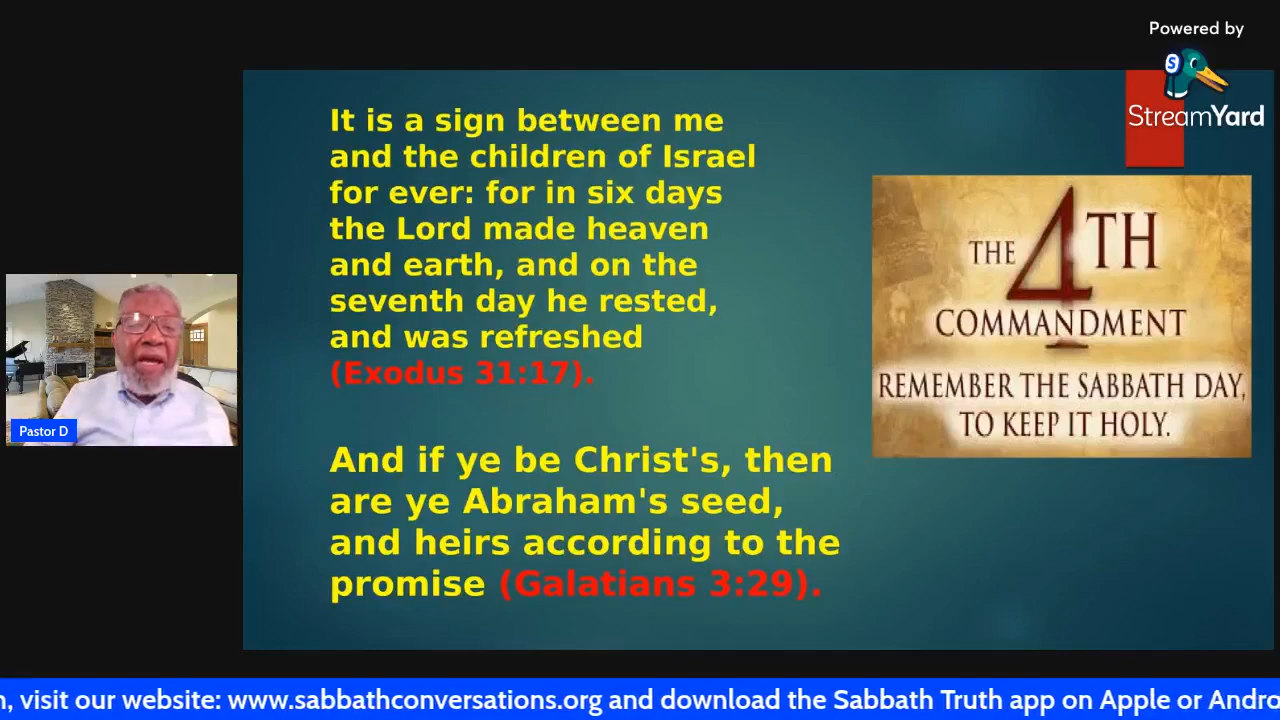 Powered by
StreamYard
It is a sign between me
and the children of Israel
for ever: for in six days
the Lord made heaven
and earth, and on the
seventh day he rested,
and was refreshed
(Exodus 31:17).
And if ye be Christ's, then
are ye Abraham's seed,
and heirs according to the
promise (Galatians 3:29).
THE 4TH
COMMANDMENT
REMEMBER THE SABBATH DAY,
TO KEEP IT HOLY.
Pastor D
, visit our website: www.sabbathconversations.org and download the Sabbath Truth app on Apple or